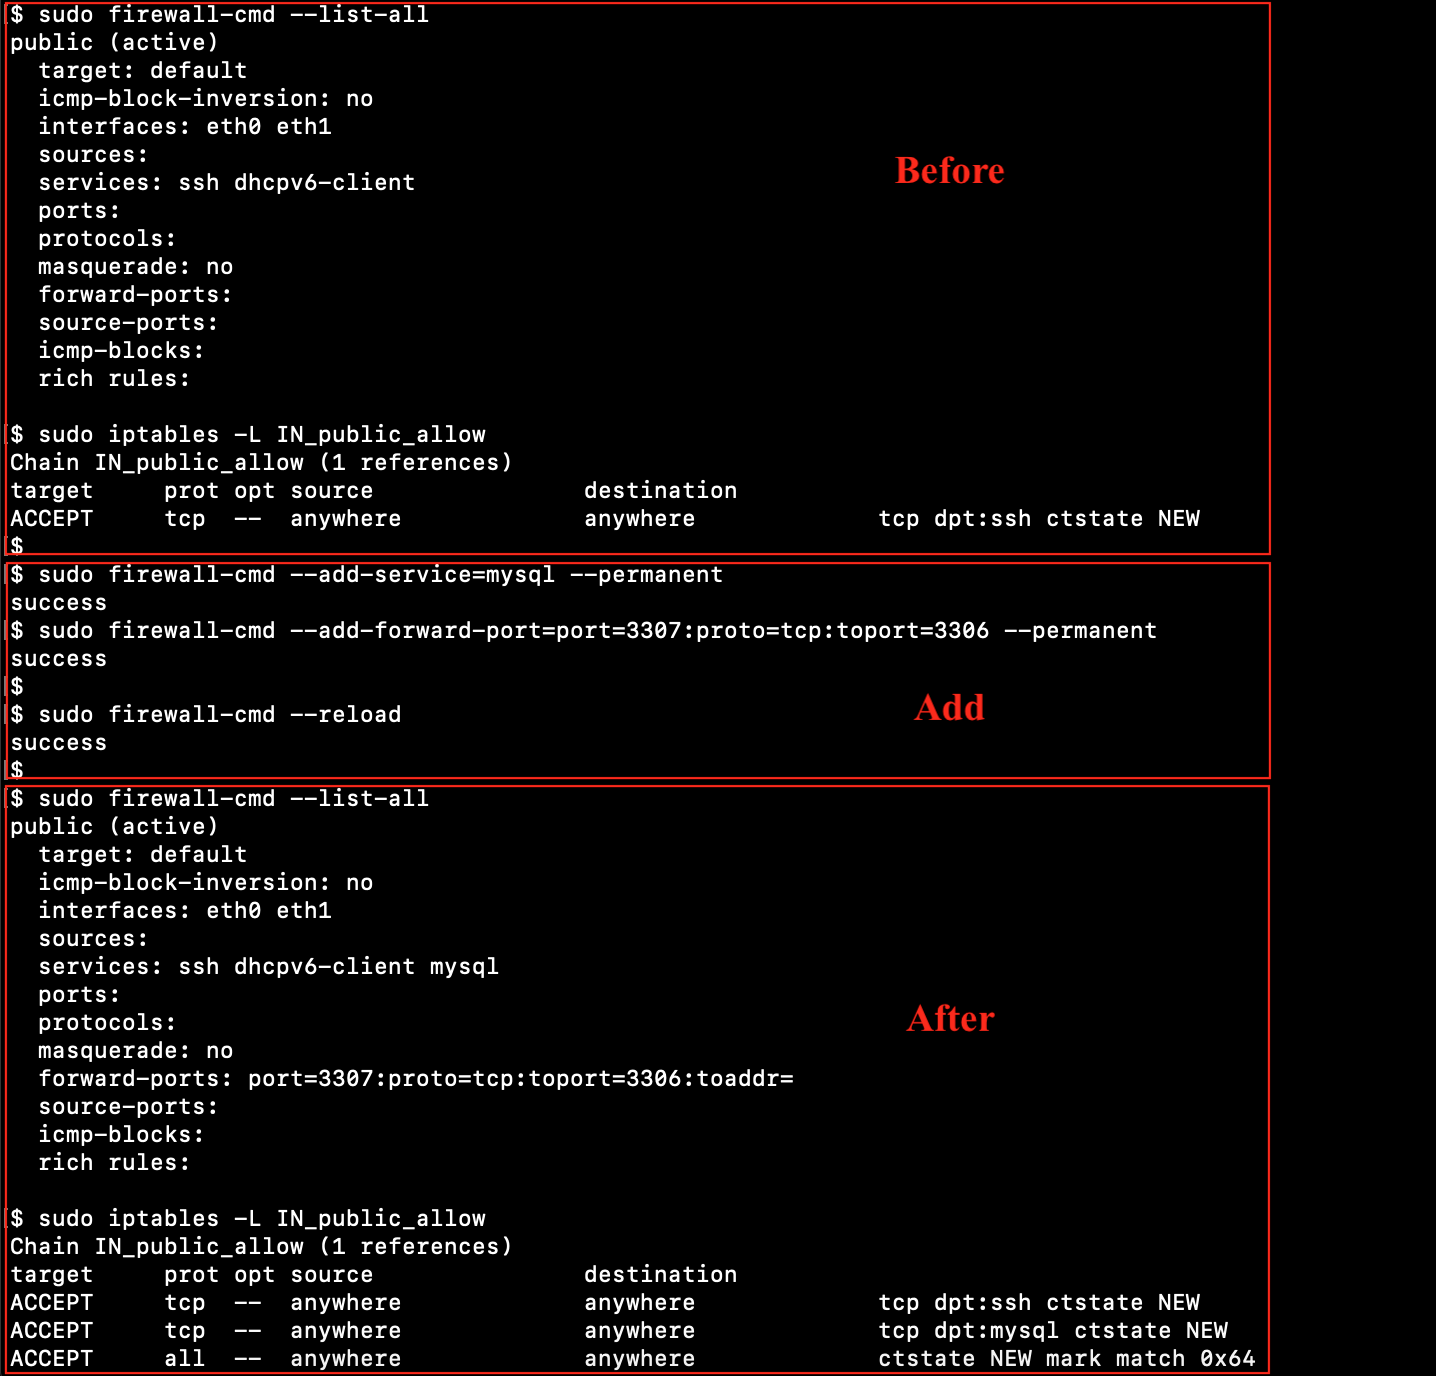 $ sudo firewall-cmd --list-all
public (active)
  target: default
  icmp-block-inversion: no
  interfaces: eth0 eth1
  sources:
  services: ssh dhcpv6-client
  ports:
  protocols:
  masquerade: no
  forward-ports:
  source-ports:
  icmp-blocks:
  rich rules:
Before
$ sudo iptables -L IN_public_allow
Chain IN_public_allow (1 references)
target     prot opt source               destination
ACCEPT     tcp  --  anywhere             anywhere             tcp dpt:ssh ctstate NEW
$
$ sudo firewall-cmd --add-service=mysql --permanent
success
$ sudo firewall-cmd --add-forward-port=port=3307:proto=tcp:toport=3306 --permanent
success
$
Add
$ sudo firewall-cmd --reload
success
$
$ sudo firewall-cmd --list-all
public (active)
  target: default
  icmp-block-inversion: no
  interfaces: eth0 eth1
  sources:
  services: ssh dhcpv6-client mysql
  ports:
  protocols:
  masquerade: no
  forward-ports: port=3307:proto=tcp:toport=3306:toaddr=
  source-ports:
  icmp-blocks:
  rich rules:
After
$ sudo iptables -L IN_public_allow
Chain IN_public_allow (1 references)
target     prot opt source               destination
ACCEPT     tcp  --  anywhere             anywhere             tcp dpt:ssh ctstate NEW
ACCEPT     tcp  --  anywhere             anywhere             tcp dpt:mysql ctstate NEW
ACCEPT     all  --  anywhere             anywhere             ctstate NEW mark match 0x64